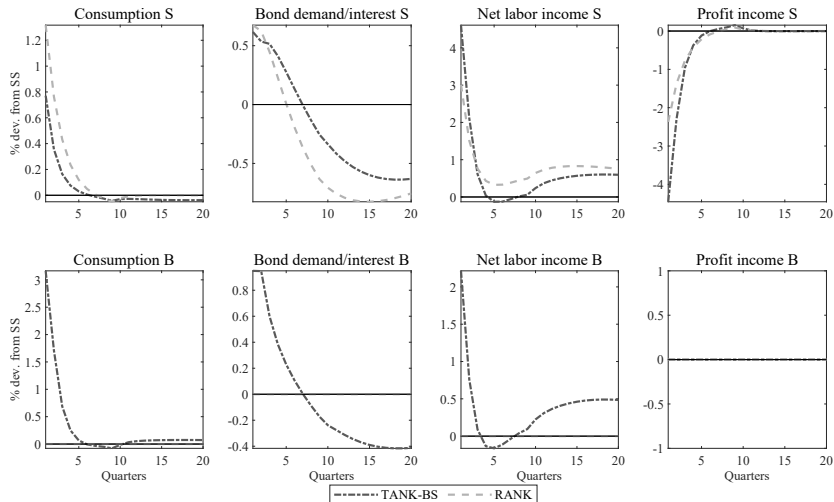 Consumption S
Bond demand/interest S
Net labor income S
Profit income S
% dev. from SS
1.2
1
0.8
0.6
0.4
0.2
0
5 10 15 20
0.5
0
-0.5
5 10 15 20
4
3
2
1
0
5 10 15 20
0
-1
-2
-3
-4
5 10 15 20
Consumption B
Bond demand/interest B
Net labor income B
Profit income B
% dev. from SS
3
2.5
2
1.5
1
0.5
0
5 10 15 20
Quarters
0.8
0.6
0.4
0.2
0
-0.2
-0.4
5 10 15 20
Quarters
2
1.5
1
0.5
0
5 10 15 20
Quarters
1
0.5
0
-0.5
-1
5 10 15 20
Quarters
TANK-BS RANK